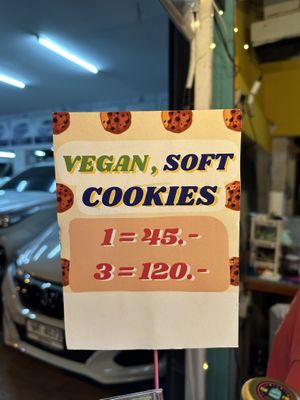 VEGAN, SOFT
COOKIES
1 = 45.-
3 = 120.-